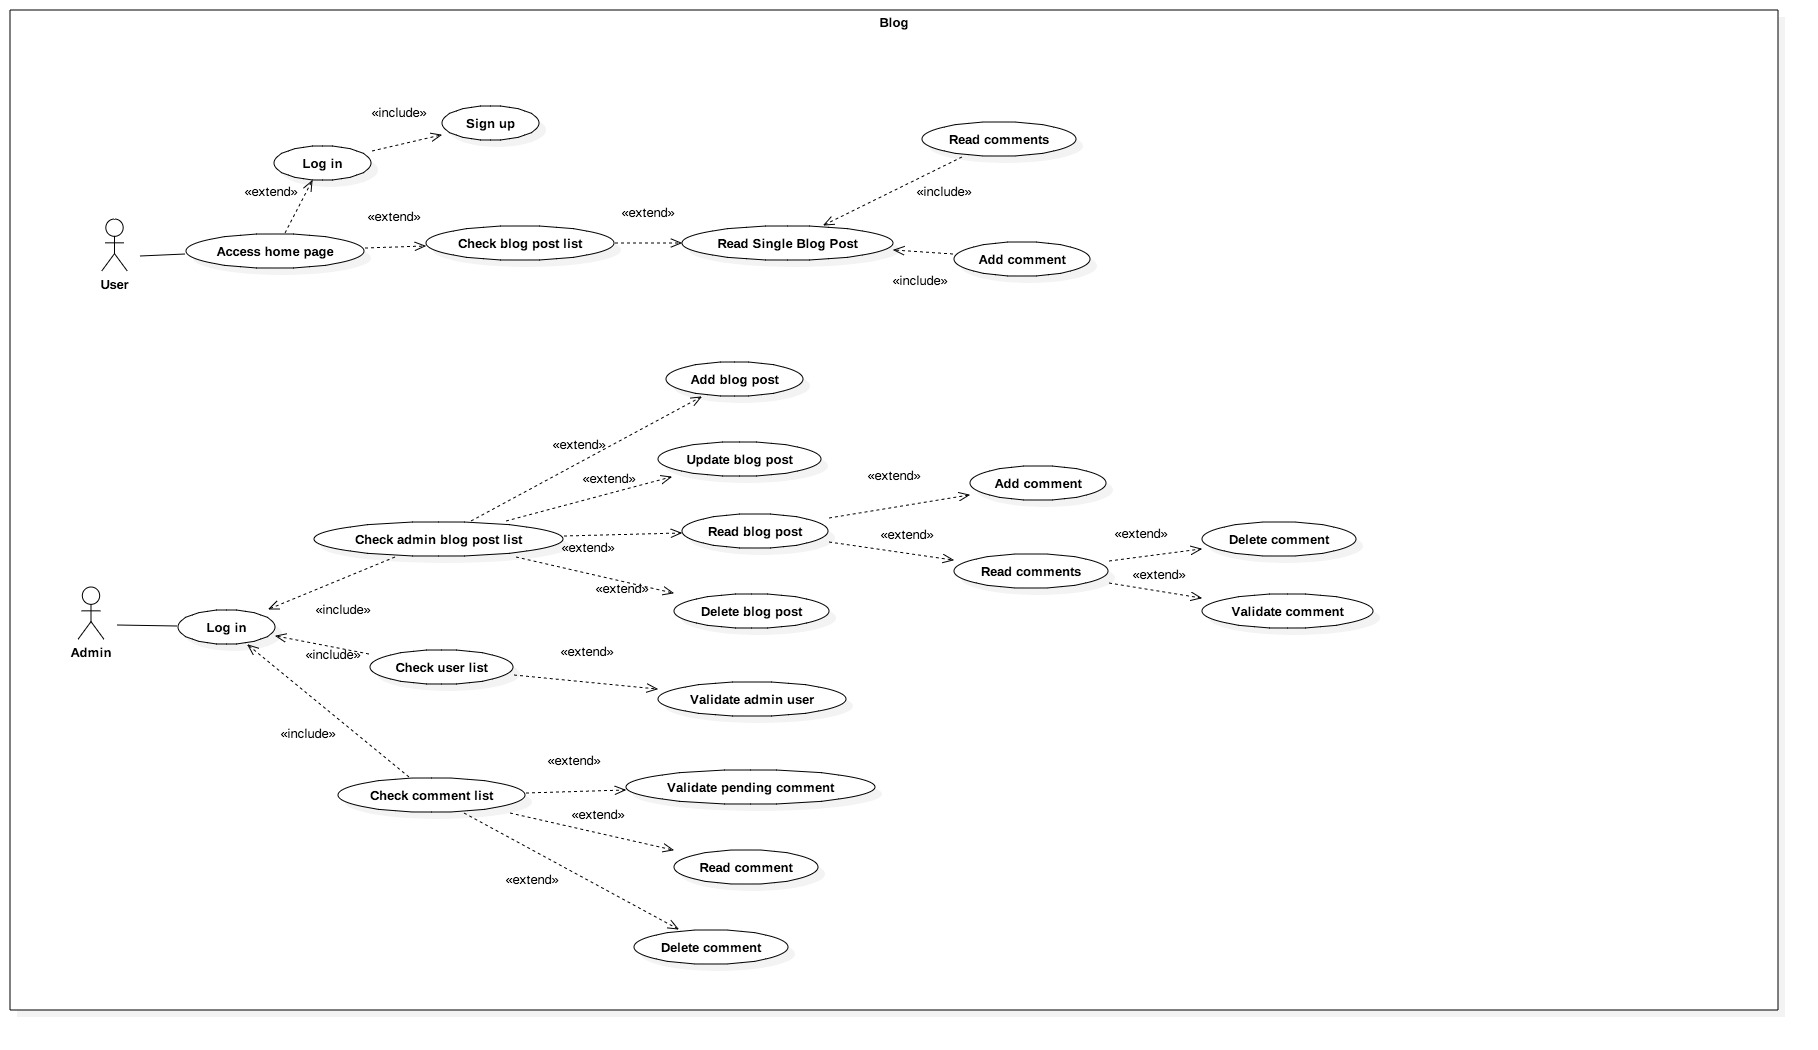 Blog
«include»
Sign up
Read comments
Log in
«extend»
«include»
«extend»
«extend»
Access home page
Check blog post list
Read Single Blog Post
Add comment
User
«include»
Add blog post
«extend»
Update blog post
«extend»
«extend»
Add comment
Check admin blog post list
Read blog post
«extend»
«extend»
Delete comment
«extend»
Read comments
«extend»
«extend»
Delete blog post
Validate comment
«include»
Log in
Admin
«include»
Check user list
«extend»
Validate admin user
«include»
«extend»
Check comment list
Validate pending comment
«extend»
Read comment
«extend»
Delete comment